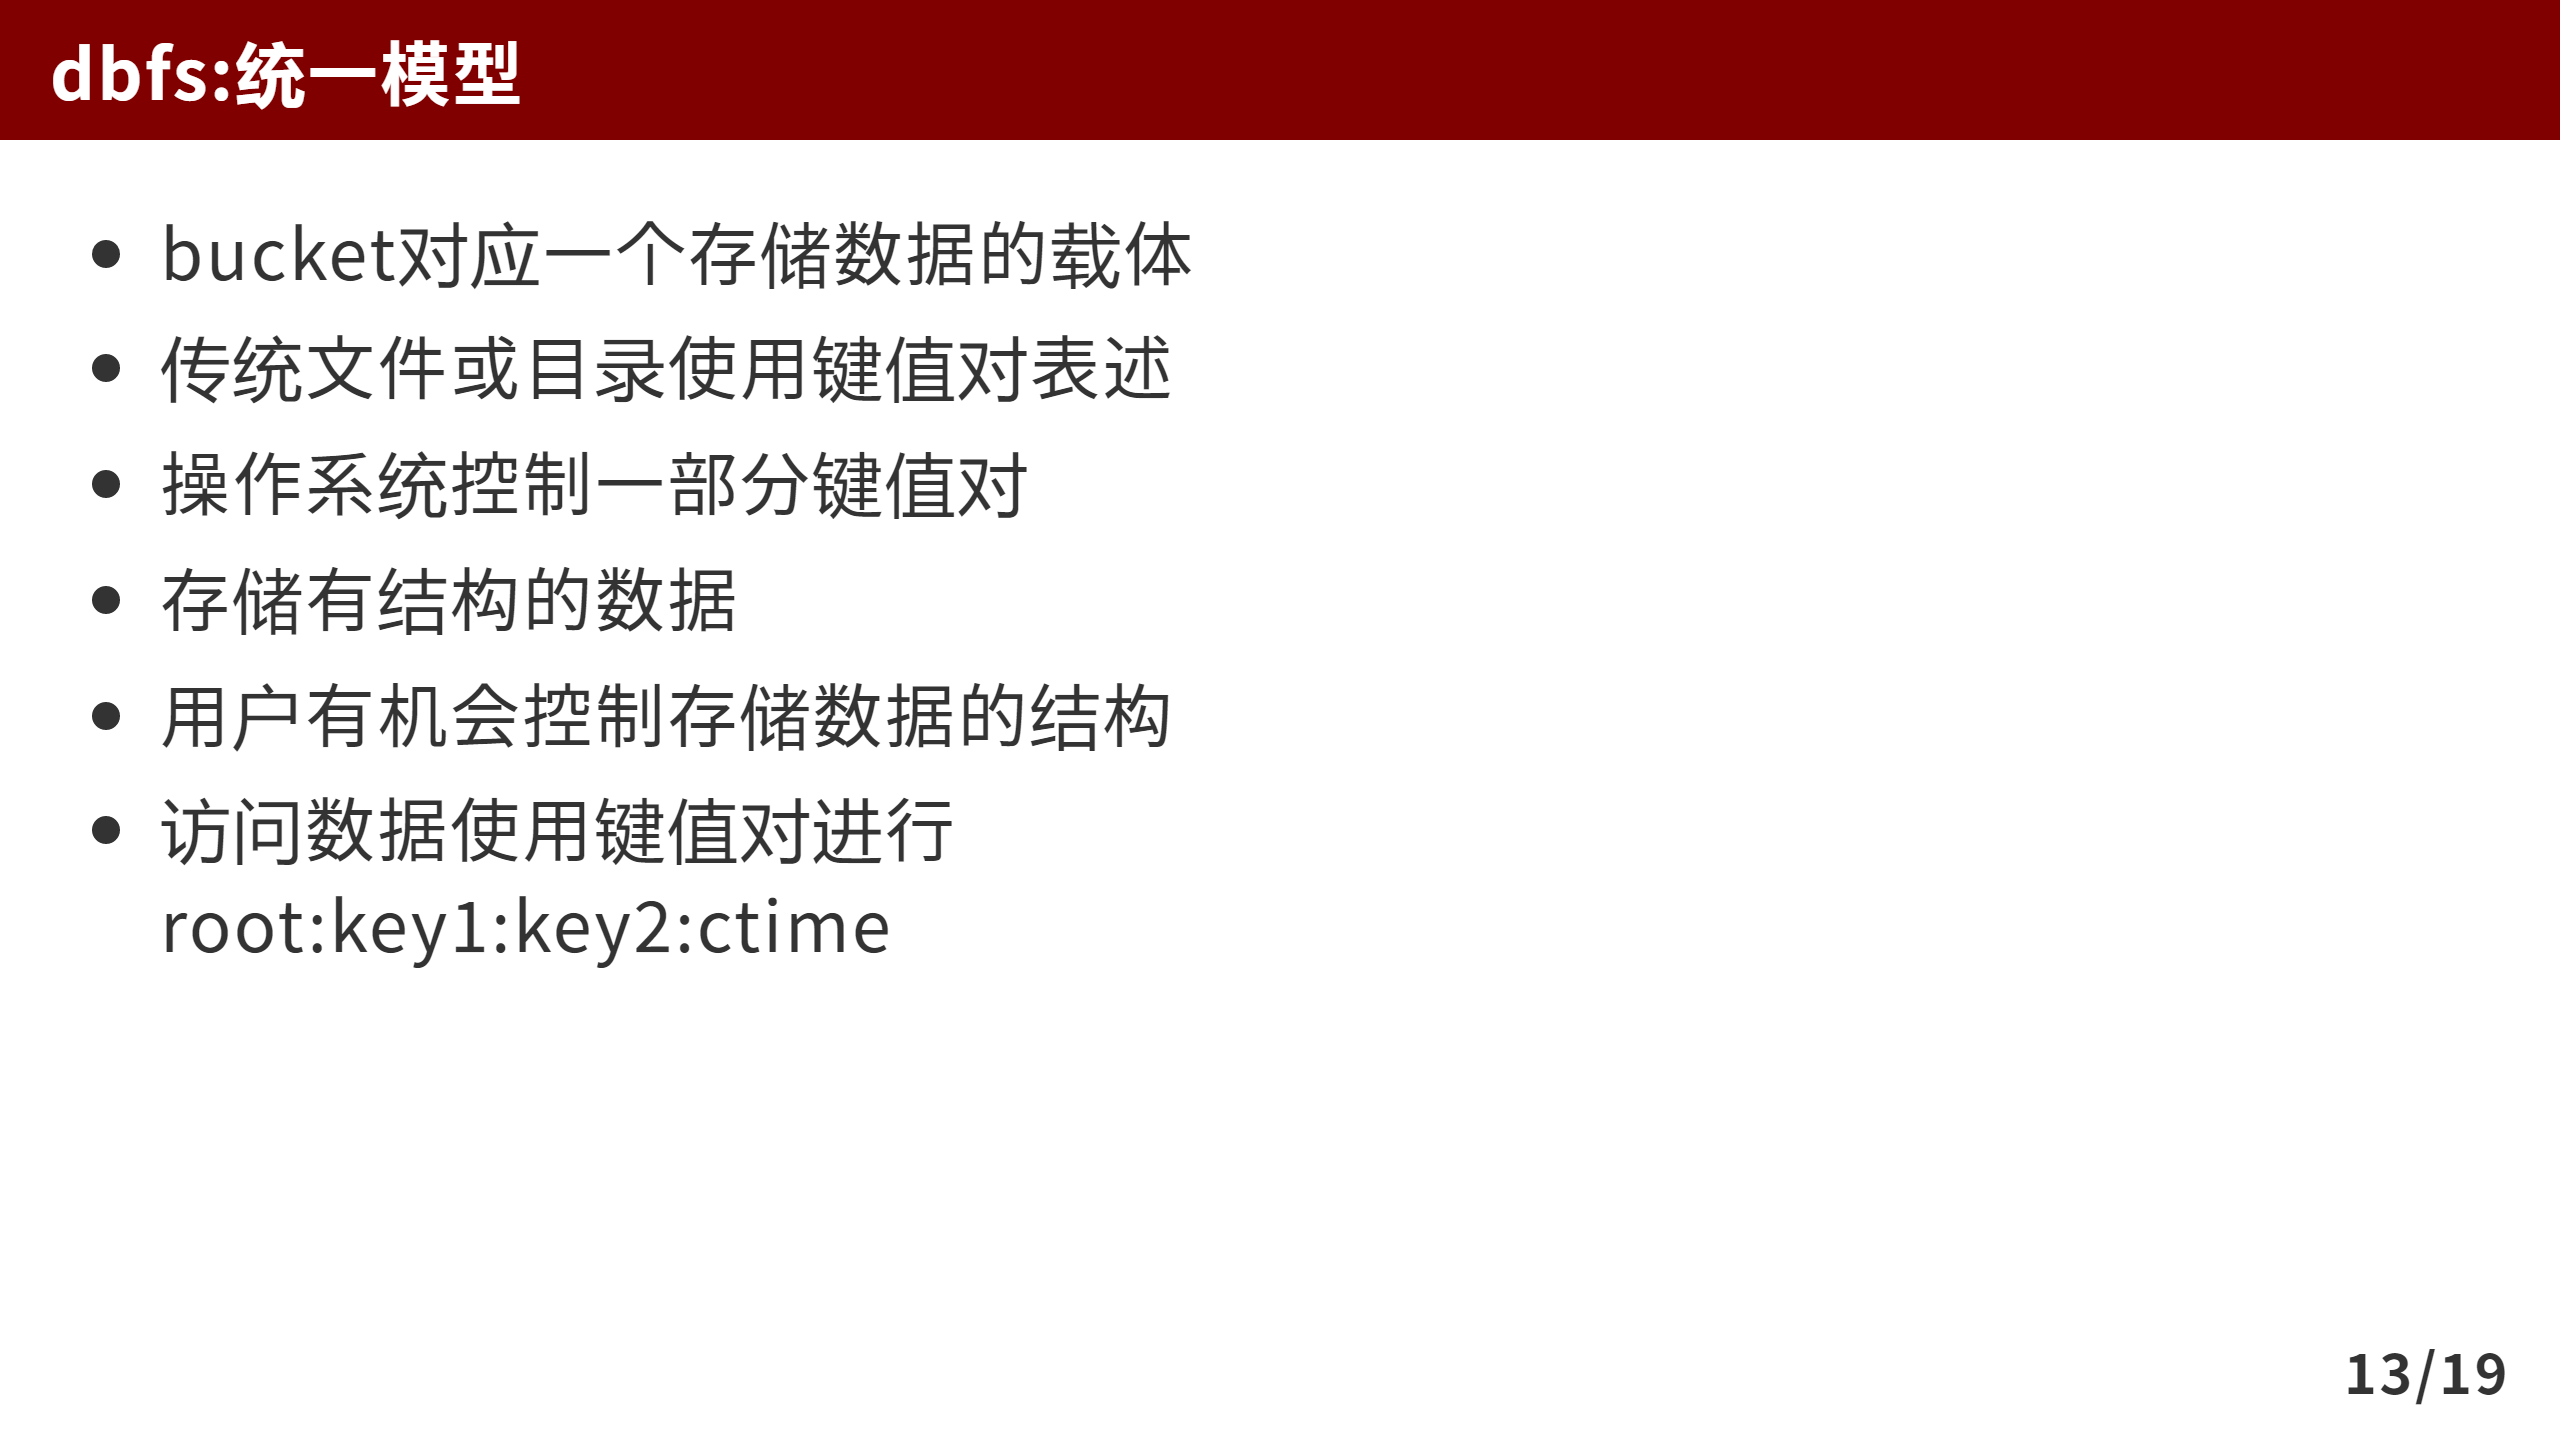 dbfs:统一模型
bucket对应一个存储数据的载体
传统文件或目录使用键值对表述
操作系统控制一部分键值对
存储有结构的数据
用户有机会控制存储数据的结构
访问数据使用键值对进行
root:key1:key2:ctime
13/19